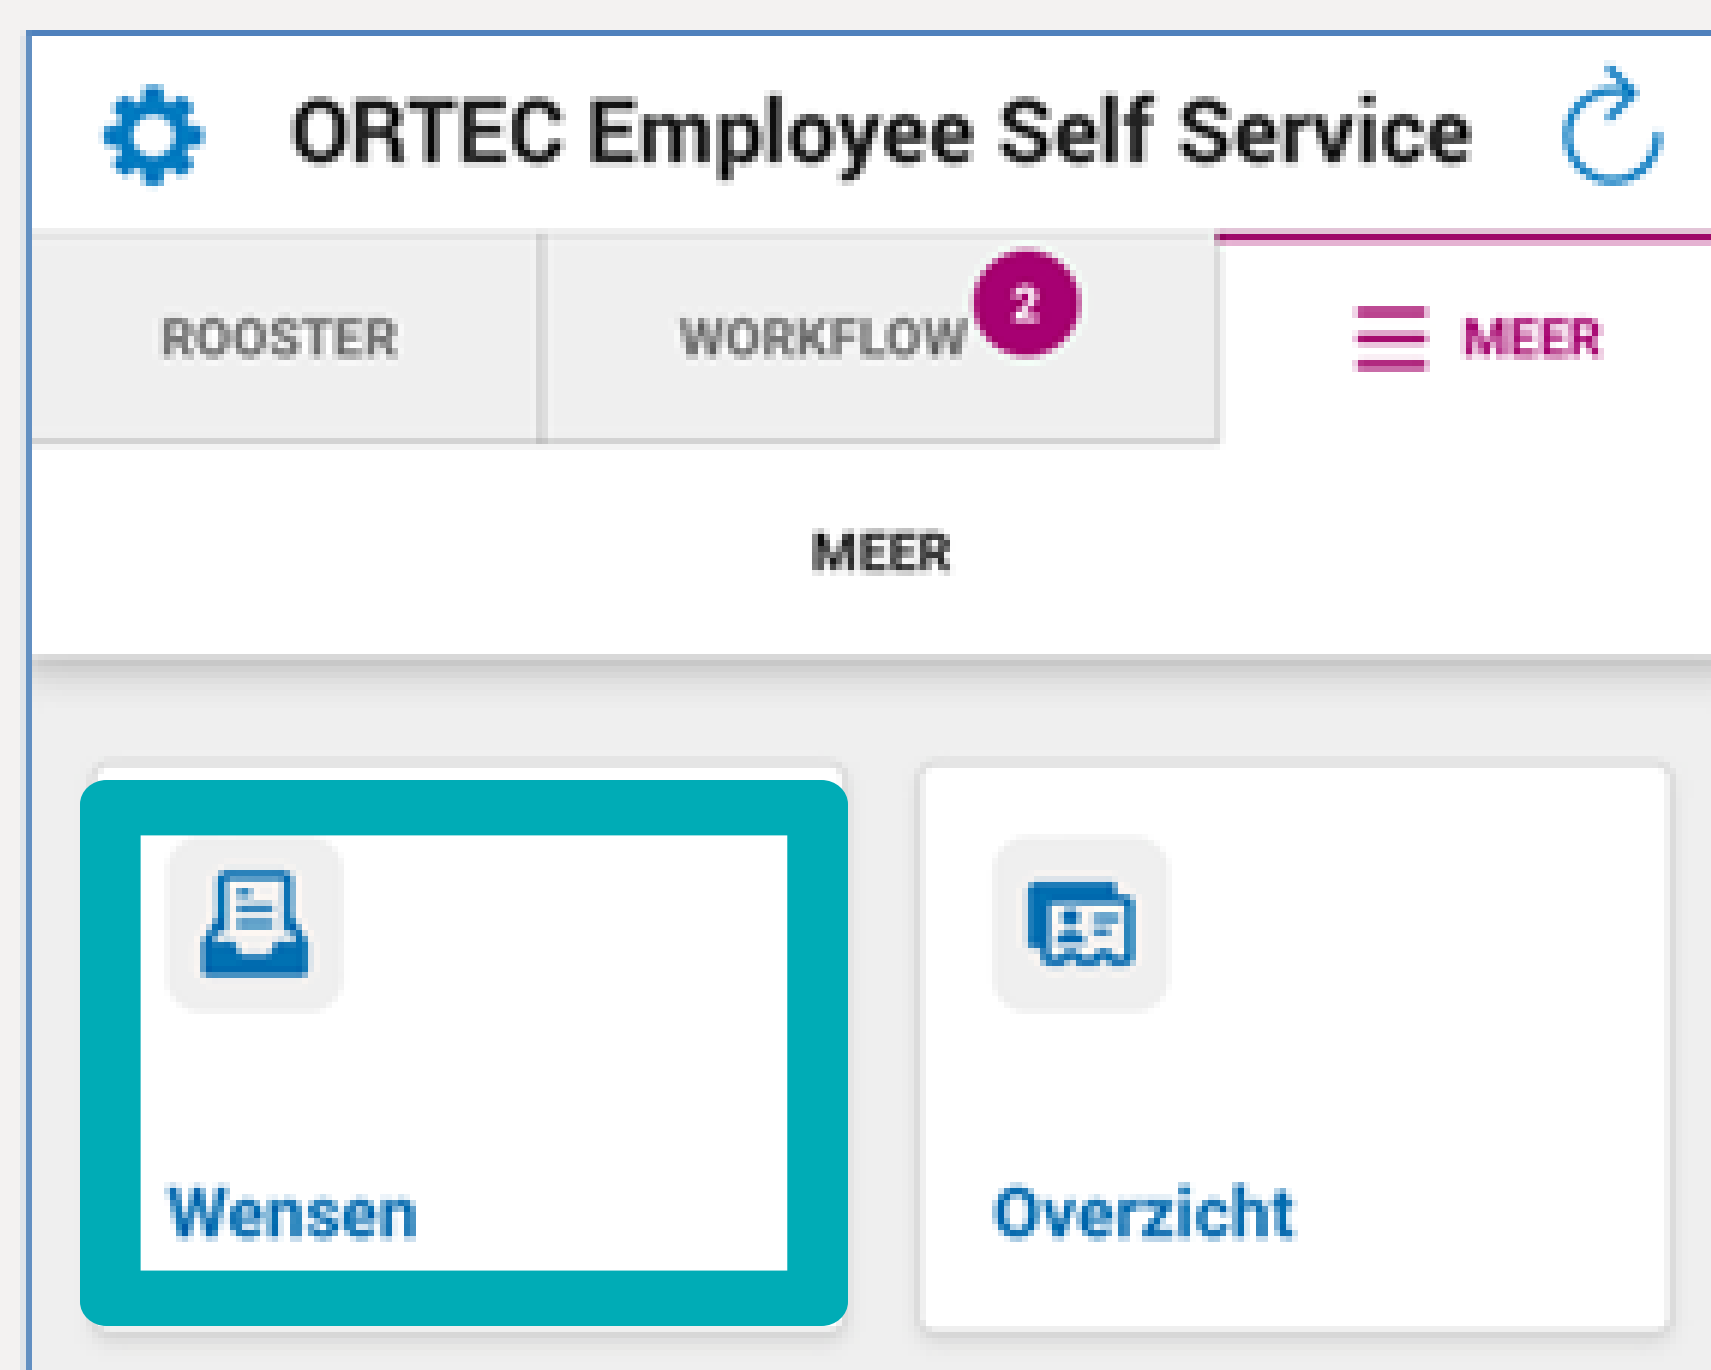 ORTEC Employee Self Service
ROOSTER
WORKFLOW
2
MEER
MEER
Wensen
Overzicht